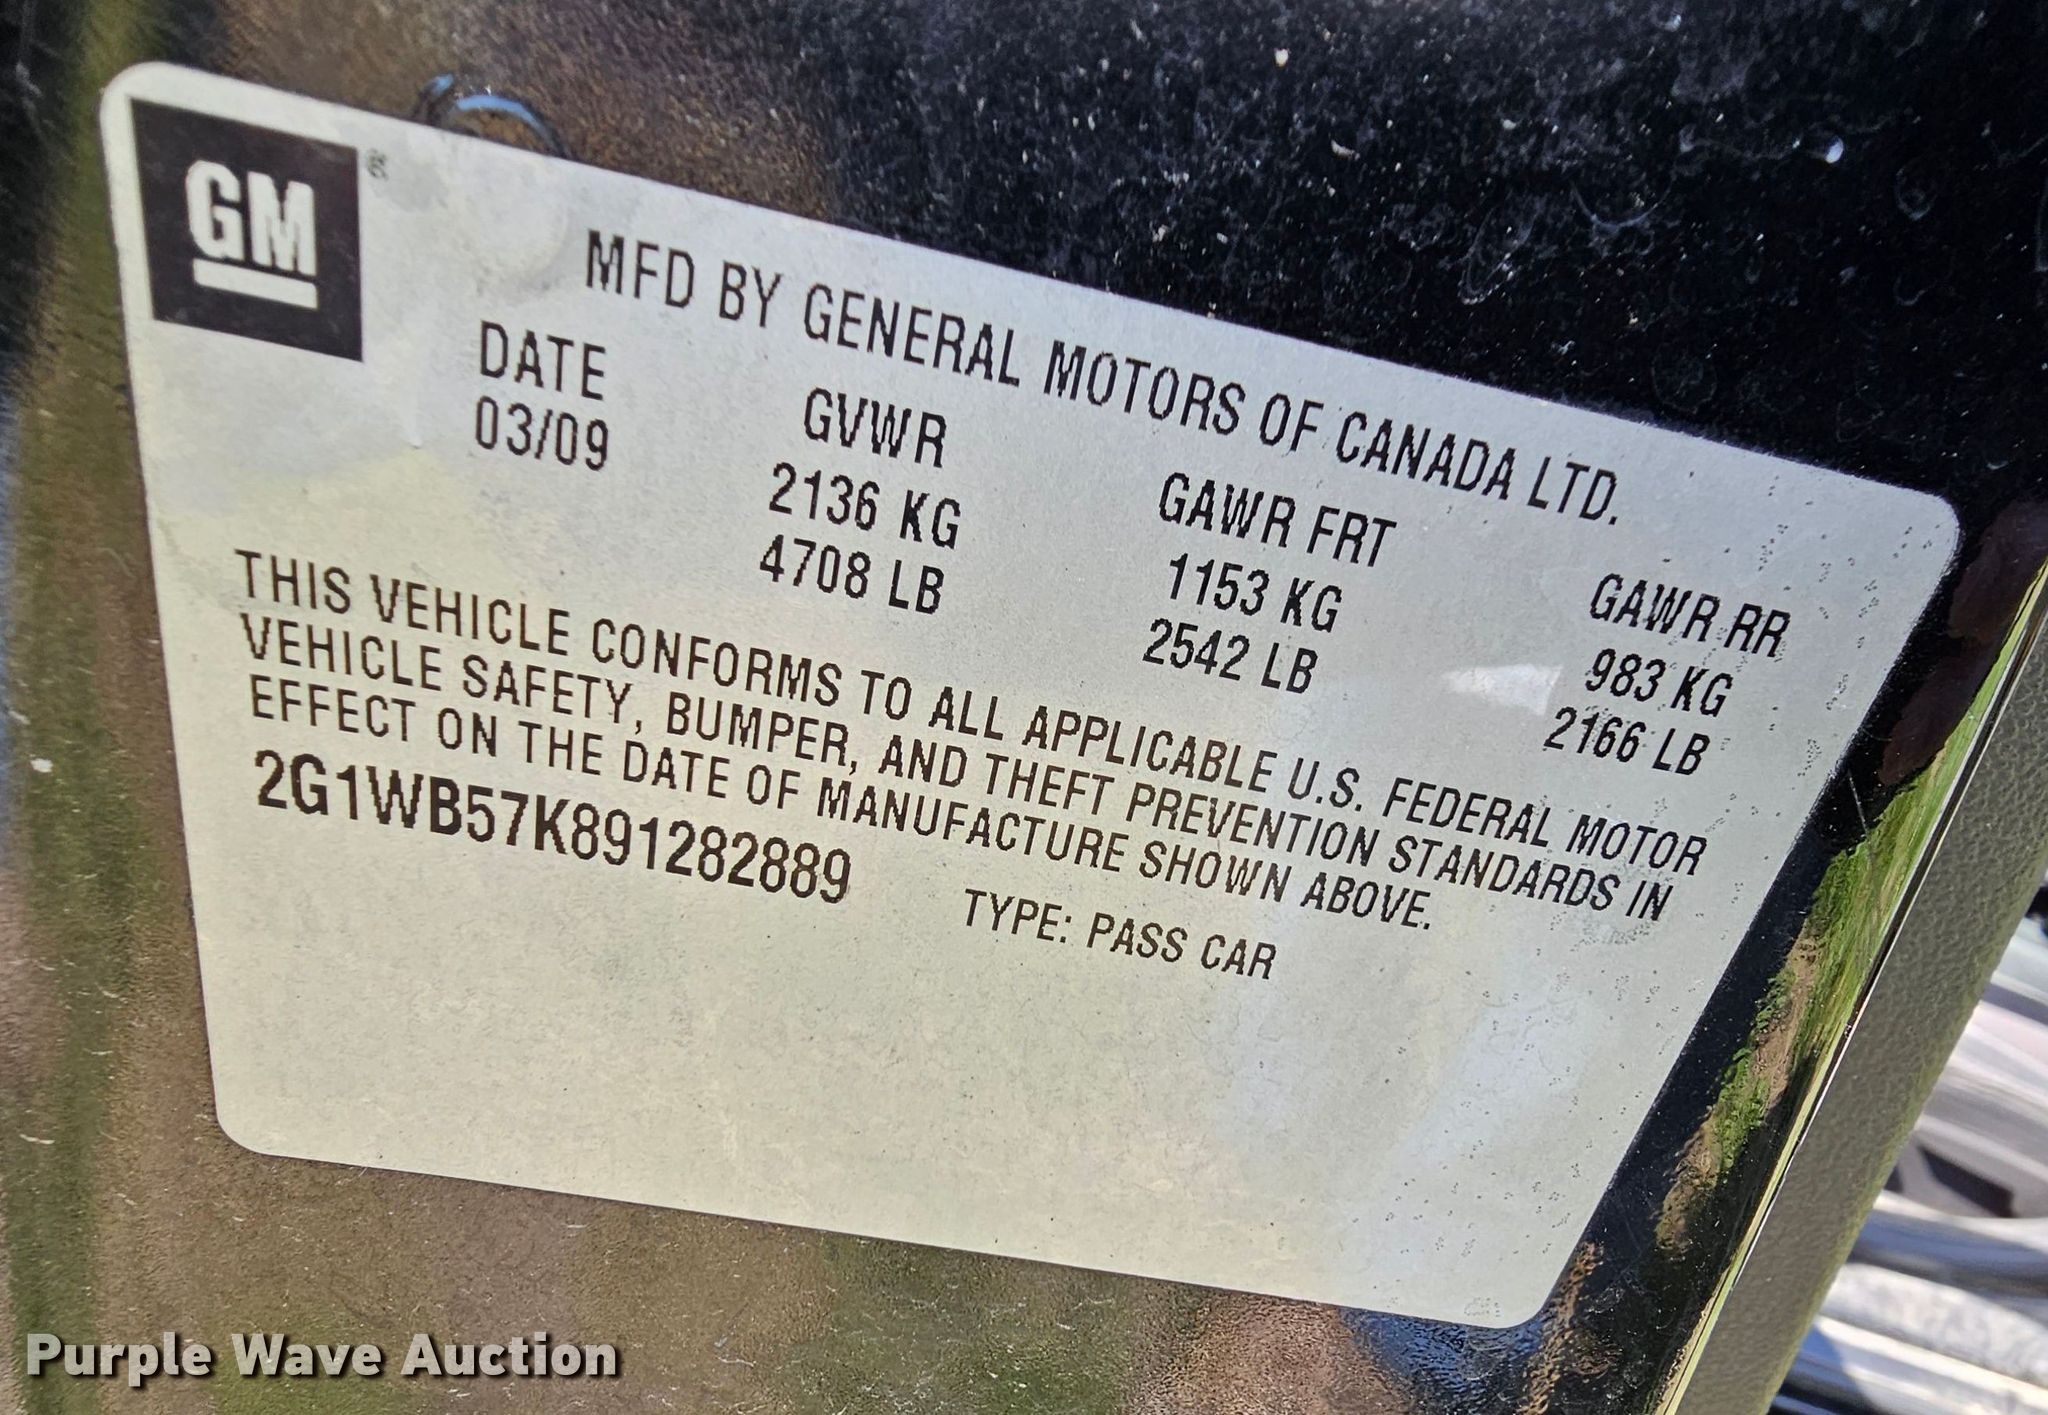 GM®
MFD BY GENERAL MOTORS OF CANADA LTD.
DATE GVWR GAWR FRT GAWR RR
03/09 2136 KG 1153 KG 983 KG
4708 LB 2542 LB 2166 LB
THIS VEHICLE CONFORMS TO ALL APPLICABLE U.S. FEDERAL MOTOR
VEHICLE SAFETY, BUMPER, AND THEFT PREVENTION STANDARDS IN
EFFECT ON THE DATE OF MANUFACTURE SHOWN ABOVE.
2G1WB57K891282889 TYPE: PASS CAR
Purple Wave Auction